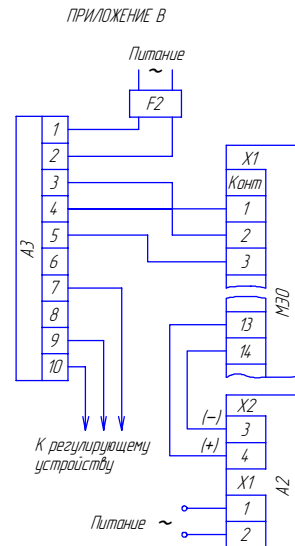 ПРИЛОЖЕНИЕ В
Питание
~
F2
А3
1
2
3
4
5
6
7
8
9
10
X1
Конт
1
2
3
13
14
МЭО
X2
(–) 3
(+) 4
А2
X1
1
2
К регулирующему
устройству
Питание ~